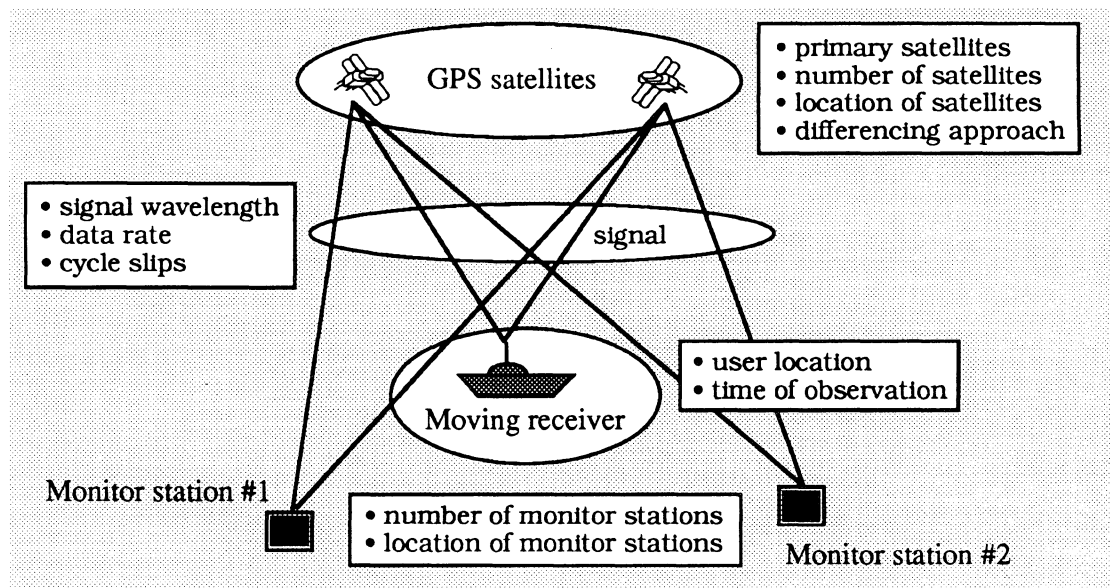 GPS satellites
• primary satellites
• number of satellites
• location of satellites
• differencing approach
• signal wavelength
• data rate
• cycle slips
signal
• user location
• time of observation
Moving receiver
Monitor station #1
• number of monitor stations
• location of monitor stations
Monitor station #2